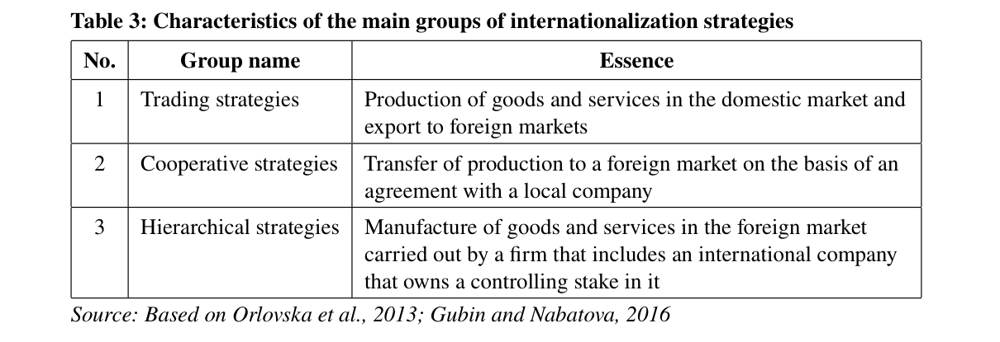 Table 3: Characteristics of the main groups of internationalization strategies
No. Group name Essence
1 Trading strategies Production of goods and services in the domestic market and
export to foreign markets
2 Cooperative strategies Transfer of production to a foreign market on the basis of an
agreement with a local company
3 Hierarchical strategies Manufacture of goods and services in the foreign market
carried out by a firm that includes an international company
that owns a controlling stake in it
Source: Based on Orlovska et al., 2013; Gubin and Nabatova, 2016